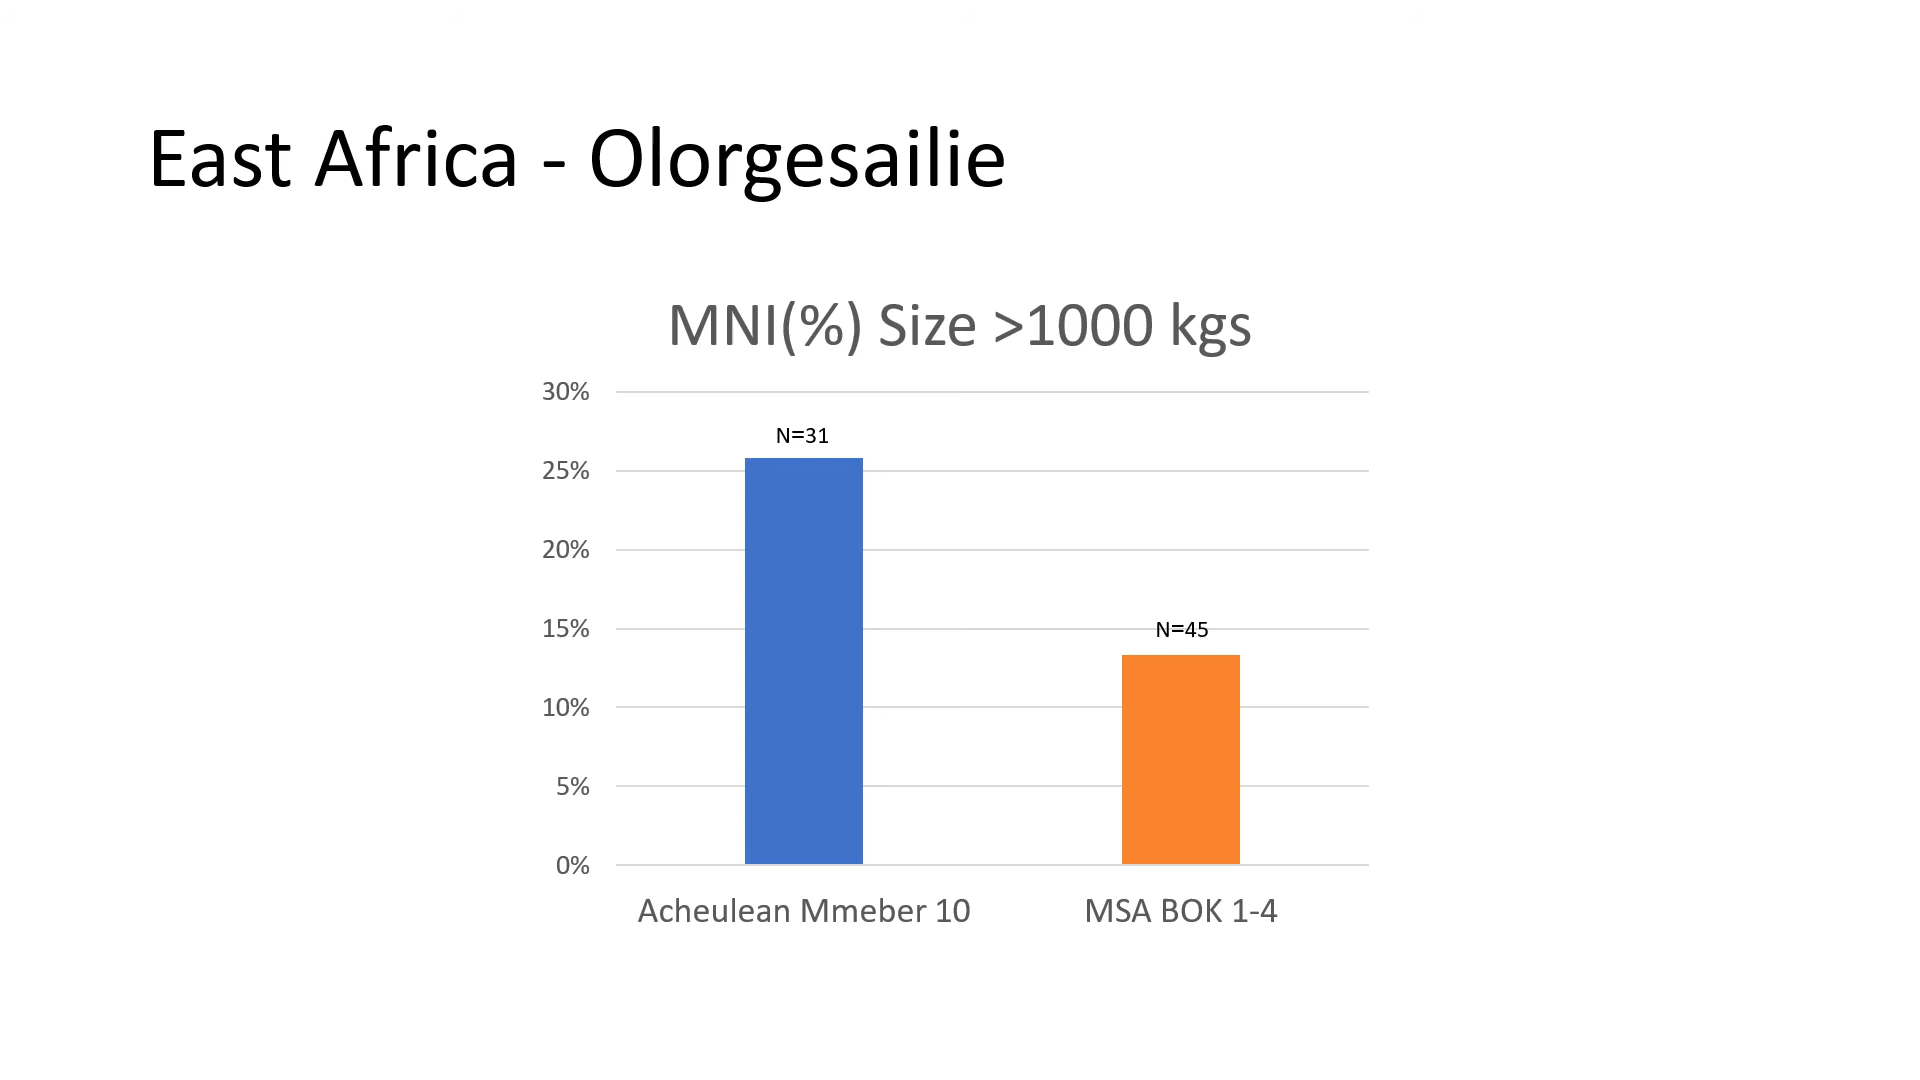 East Africa - Olorgesailie
MNI(%) Size >1000 kgs
30%
N=31
25%
20%
15%
N=45
10%
5%
0%
Acheulean Mmeber 10
MSA BOK 1-4